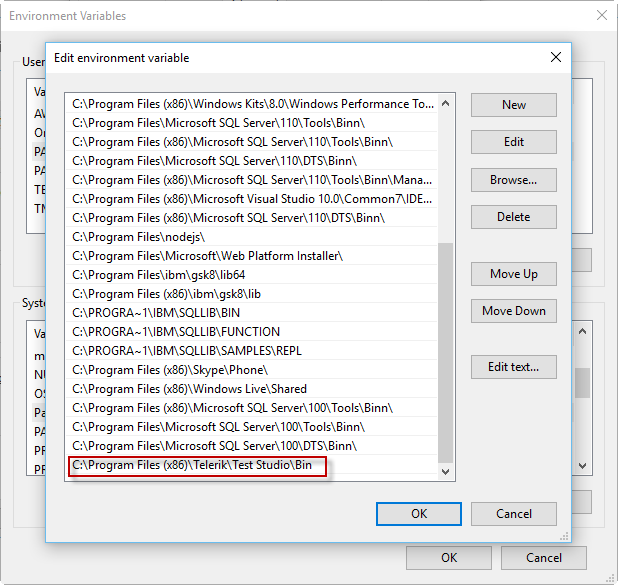 Environment Variables
Edit environment variable
User
Va
AV
On
PA
PA
TE
TM
C:\Program Files (x86)\Windows Kits\8.0\Windows Performance To...
C:\Program Files\Microsoft SQL Server\110\Tools\Binn\
C:\Program Files (x86)\Microsoft SQL Server\110\Tools\Binn\
C:\Program Files\Microsoft SQL Server\110\DTS\Binn\
C:\Program Files (x86)\Microsoft SQL Server\110\Tools\Binn\Mana...
C:\Program Files (x86)\Microsoft Visual Studio 10.0\Common7\IDE...
C:\Program Files (x86)\Microsoft SQL Server\110\DTS\Binn\
C:\Program Files\nodejs\
C:\Program Files\Microsoft\Web Platform Installer\
C:\Program Files\ibm\gsk8\lib64
C:\Program Files (x86)\ibm\gsk8\lib
C:\PROGRA~1\IBM\SQLLIB\BIN
C:\PROGRA~1\IBM\SQLLIB\FUNCTION
C:\PROGRA~1\IBM\SQLLIB\SAMPLES\REPL
C:\Program Files (x86)\Skype\Phone\
C:\Program Files (x86)\Windows Live\Shared
C:\Program Files (x86)\Microsoft SQL Server\100\Tools\Binn\
C:\Program Files\Microsoft SQL Server\100\Tools\Binn\
C:\Program Files\Microsoft SQL Server\100\DTS\Binn\
C:\Program Files (x86)\Telerik\Test Studio\Bin
New
Edit
Browse...
Delete
Move Up
Move Down
Edit text...
OK
Cancel
Syste
Va
m
NU
OS
Pa
PA
PR
PR
OK
Cancel